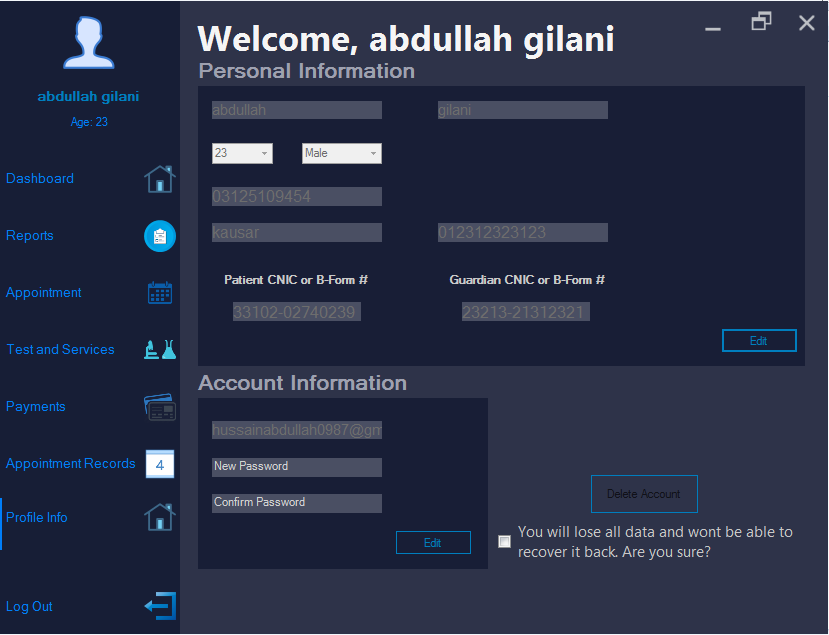 abdullah gilani
Age: 23
Dashboard
Reports
Appointment
Test and Services
Payments
Appointment Records
4
Profile Info
Log Out
Welcome, abdullah gilani
Personal Information
abdullah
gilani
23
Male
03125109454
kausar
012312323123
Patient CNIC or B-Form #
Guardian CNIC or B-Form #
33102-02740239
23213-21312321
Edit
Account Information
hussainabdullah0987@gm
New Password
Confirm Password
Edit
Delete Account
You will lose all data and wont be able to
recover it back. Are you sure?